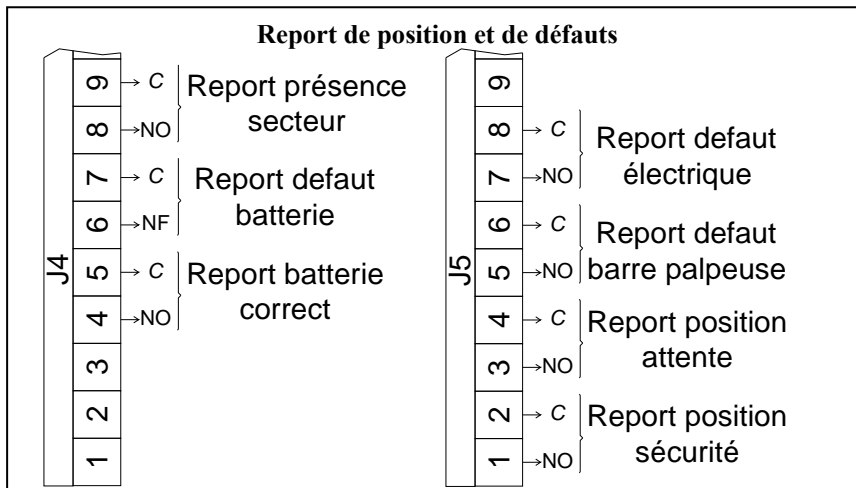 Report de position et de défauts
J4
9 C
8 NO
Report présence
secteur
7 C
6 NF
Report defaut
batterie
5 C
4 NO
Report batterie
correct
3
2
1
J5
9
8 C
7 NO
Report defaut
électrique
6 C
5 NO
Report defaut
barre palpeuse
4 C
3 NO
Report position
attente
2 C
1 NO
Report position
sécurité